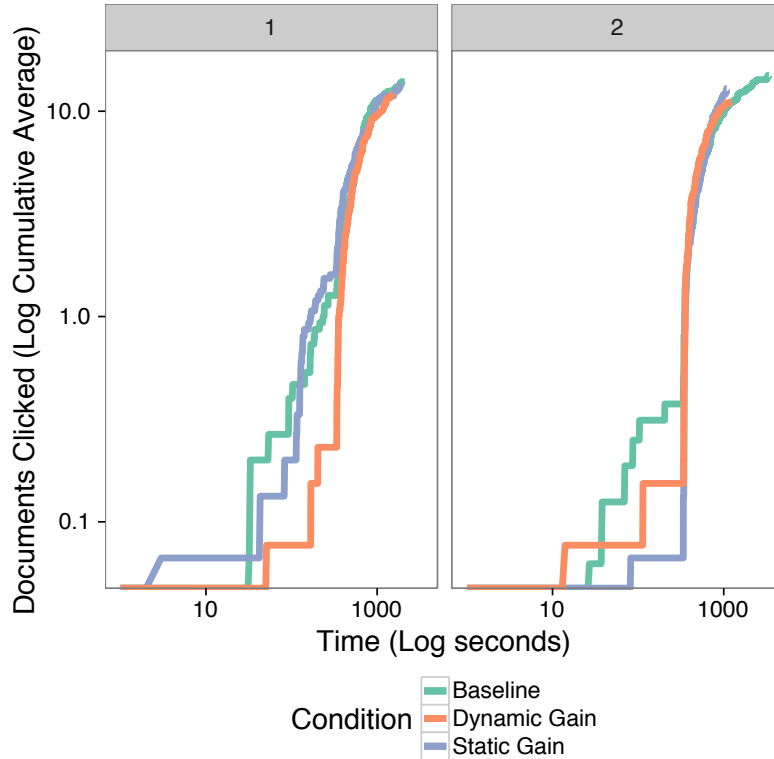 1
2
Documents Clicked (Log Cumulative Average)
10.0
1.0
0.1
10
1000
10
1000
Time (Log seconds)
Condition
Baseline
Dynamic Gain
Static Gain